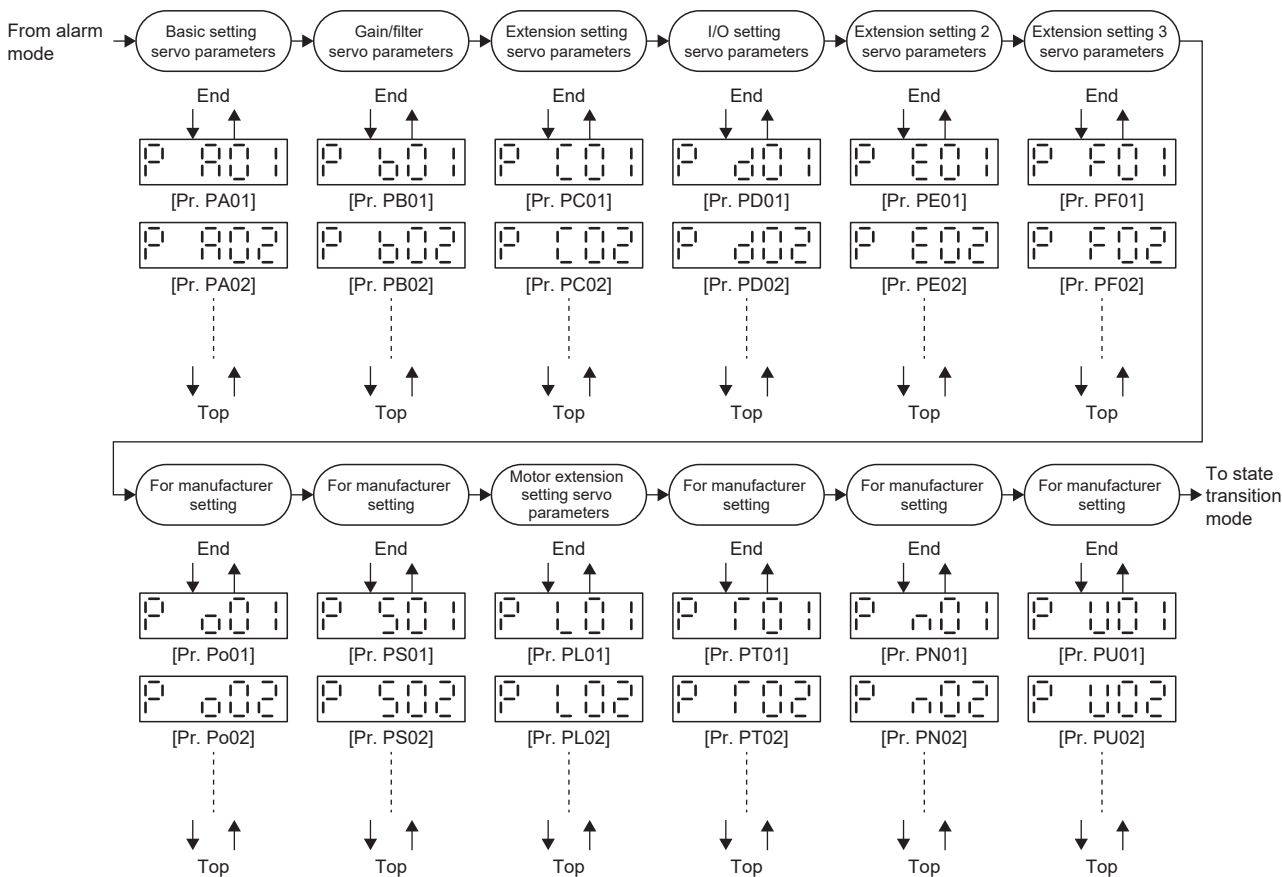 From alarm
mode
Basic setting
servo parameters
Gain/filter
servo parameters
Extension setting
servo parameters
I/O setting
servo parameters
Extension setting 2
servo parameters
Extension setting 3
servo parameters
End End End End End End
P A01 P b01 P C01 P d01 P E01 P F01
[Pr. PA01] [Pr. PB01] [Pr. PC01] [Pr. PD01] [Pr. PE01] [Pr. PF01]
P A02 P b02 P C02 P d02 P E02 P F02
[Pr. PA02] [Pr. PB02] [Pr. PC02] [Pr. PD02] [Pr. PE02] [Pr. PF02]
Top Top Top Top Top Top
For manufacturer
setting
For manufacturer
setting
Motor extension
setting servo
parameters
For manufacturer
setting
For manufacturer
setting
For manufacturer
setting
To state
transition
mode
End End End End End End
P o01 P S01 P L01 P T01 P n01 P U01
[Pr. Po01] [Pr. PS01] [Pr. PL01] [Pr. PT01] [Pr. PN01] [Pr. PU01]
P o02 P S02 P L02 P T02 P n02 P U02
[Pr. Po02] [Pr. PS02] [Pr. PL02] [Pr. PT02] [Pr. PN02] [Pr. PU02]
Top Top Top Top Top Top